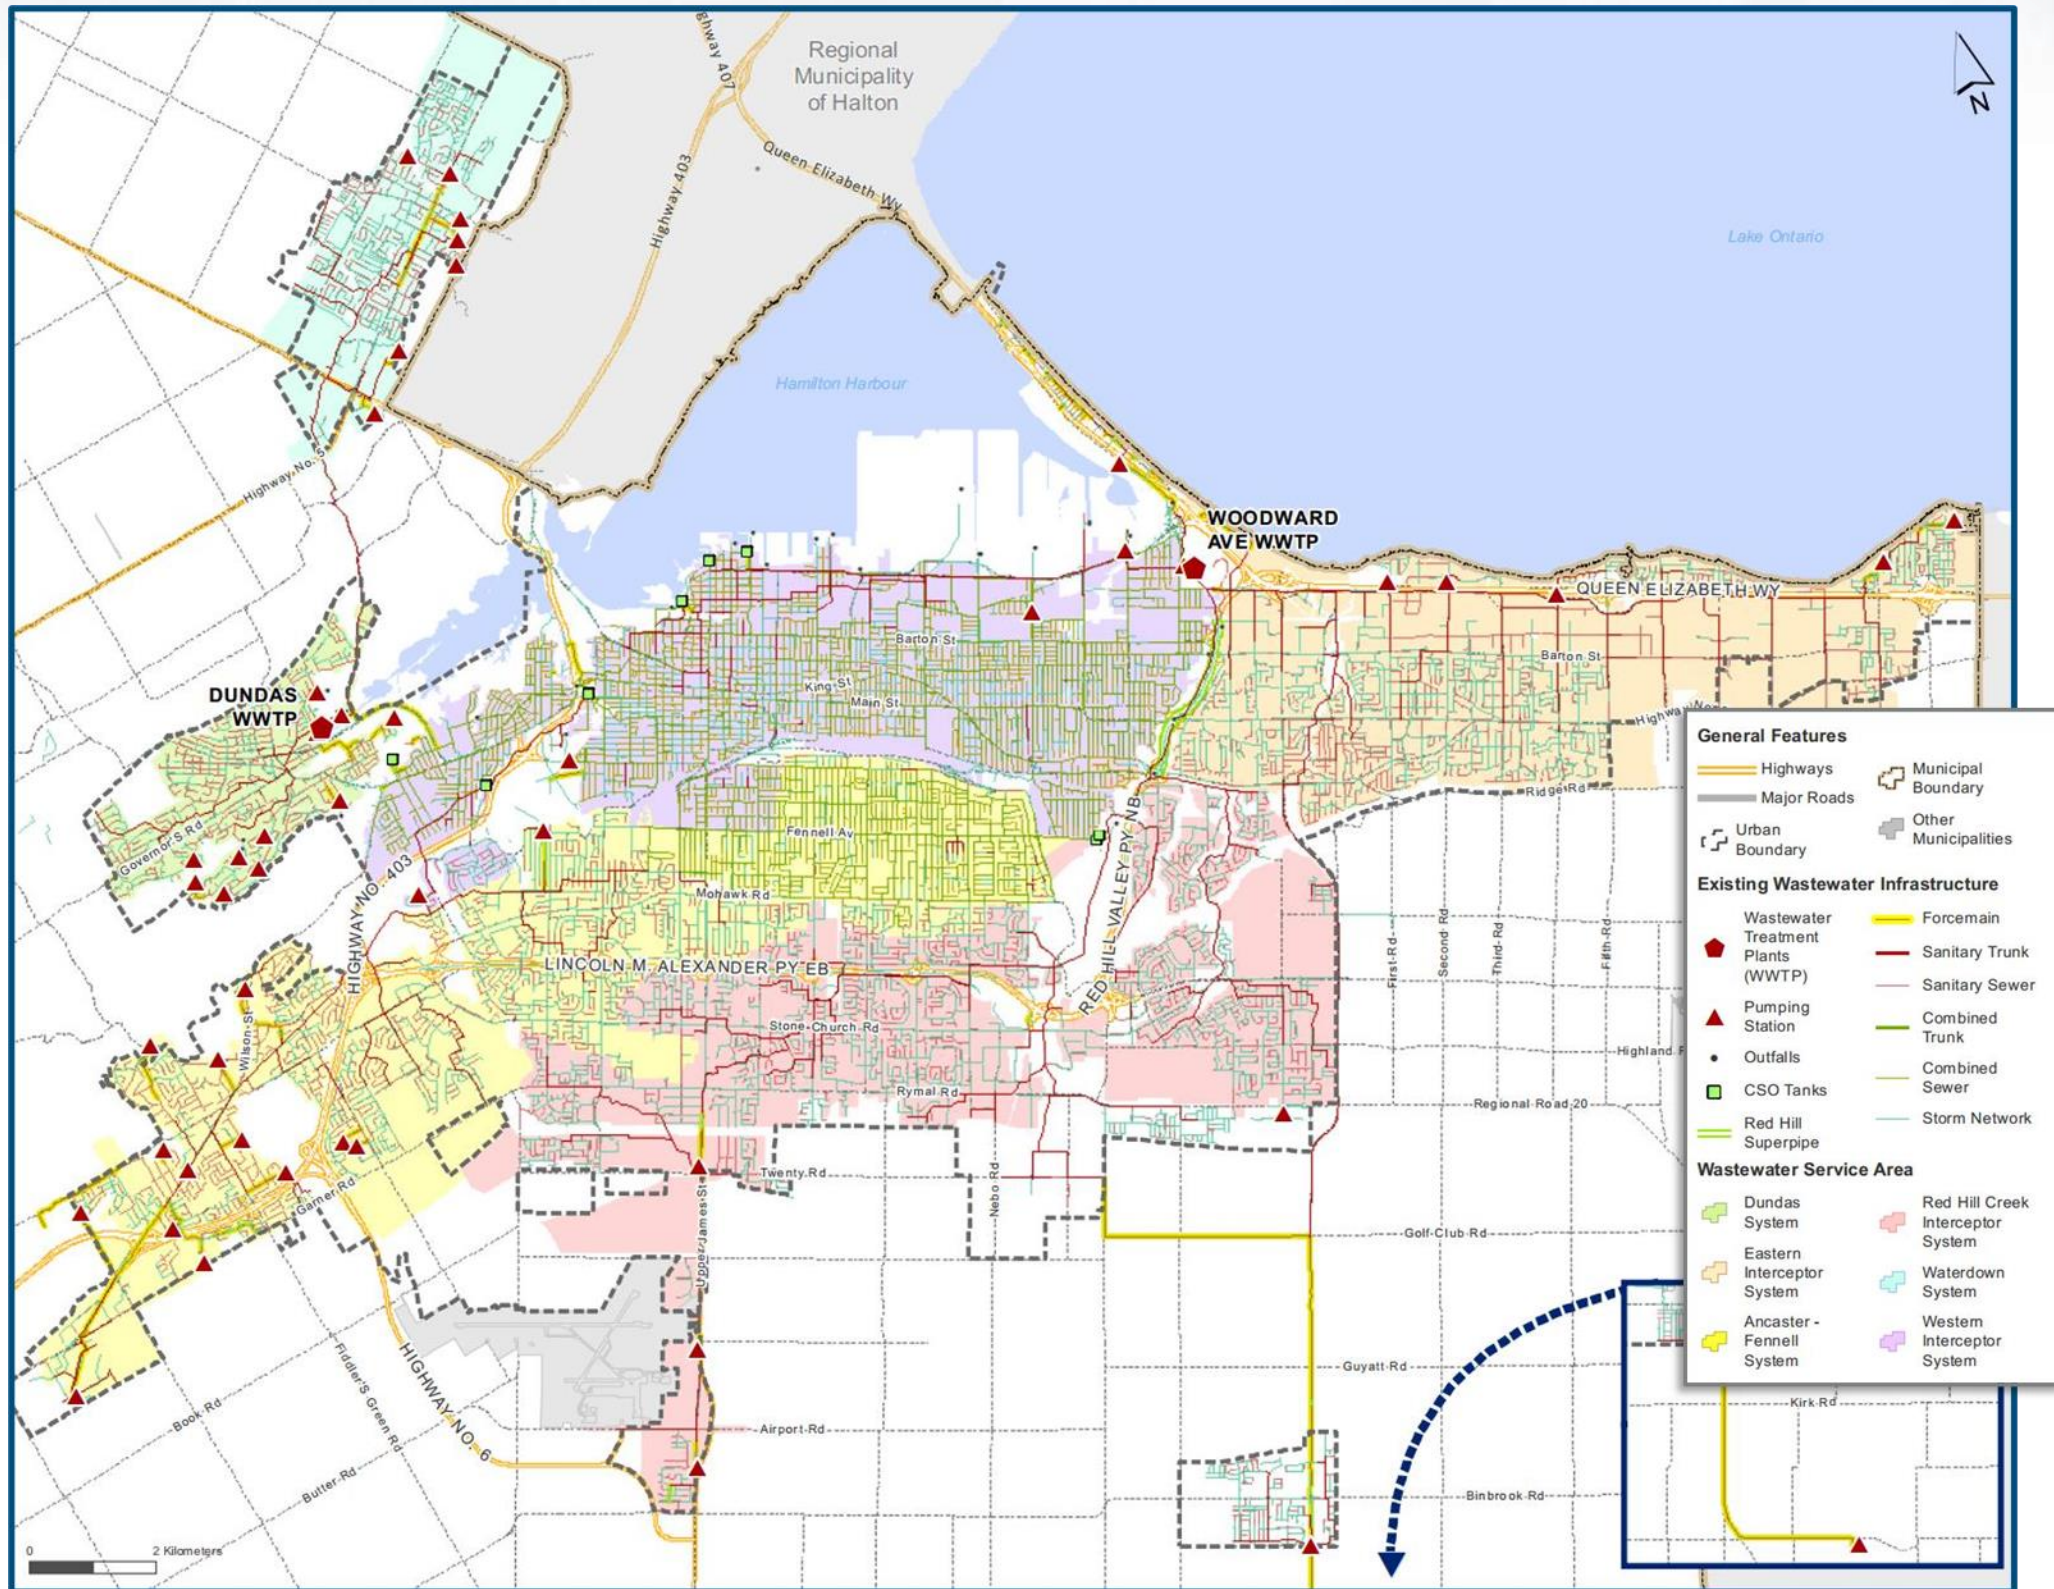 Highway 407
Regional
Municipality
of Halton
N
Queen Elizabeth Wy
Highway 403
Lake Ontario
Hamilton Harbour
Highway No. 5
WOODWARD
AVE WWTP
QUEEN ELIZABETH WY
Barton St
Barton St
King St
Main St
DUNDAS
WWTP
Ridge Rd
Governor'S Rd
Fennell Av
HIGHWAY NO. 403
Mohawk Rd
RED HILL VALLEY PY NB
LINCOLN M. ALEXANDER PY EB
First Rd
Second Rd
Third Rd
Fifth Rd
Wilson St
Stone Church Rd
Highland
Rymal Rd
Regional Road 20
Garner Rd
Twenty Rd
Nebo Rd
Upper James St
Golf Club Rd
Guyatt Rd
Fiddler'S Green Rd
HIGHWAY NO. 6
Book Rd
Airport Rd
Butter Rd
Binbrook Rd
Kirk Rd
0 2 Kilometers
General Features
Highways
Major Roads
Urban
Boundary
Municipal
Boundary
Other
Municipalities
Existing Wastewater Infrastructure
Wastewater
Treatment
Plants
(WWTP)
Pumping
Station
Outfalls
CSO Tanks
Red Hill
Superpipe
Forcemain
Sanitary Trunk
Sanitary Sewer
Combined
Trunk
Combined
Sewer
Storm Network
Wastewater Service Area
Dundas
System
Eastern
Interceptor
System
Ancaster -
Fennell
System
Red Hill Creek
Interceptor
System
Waterdown
System
Western
Interceptor
System